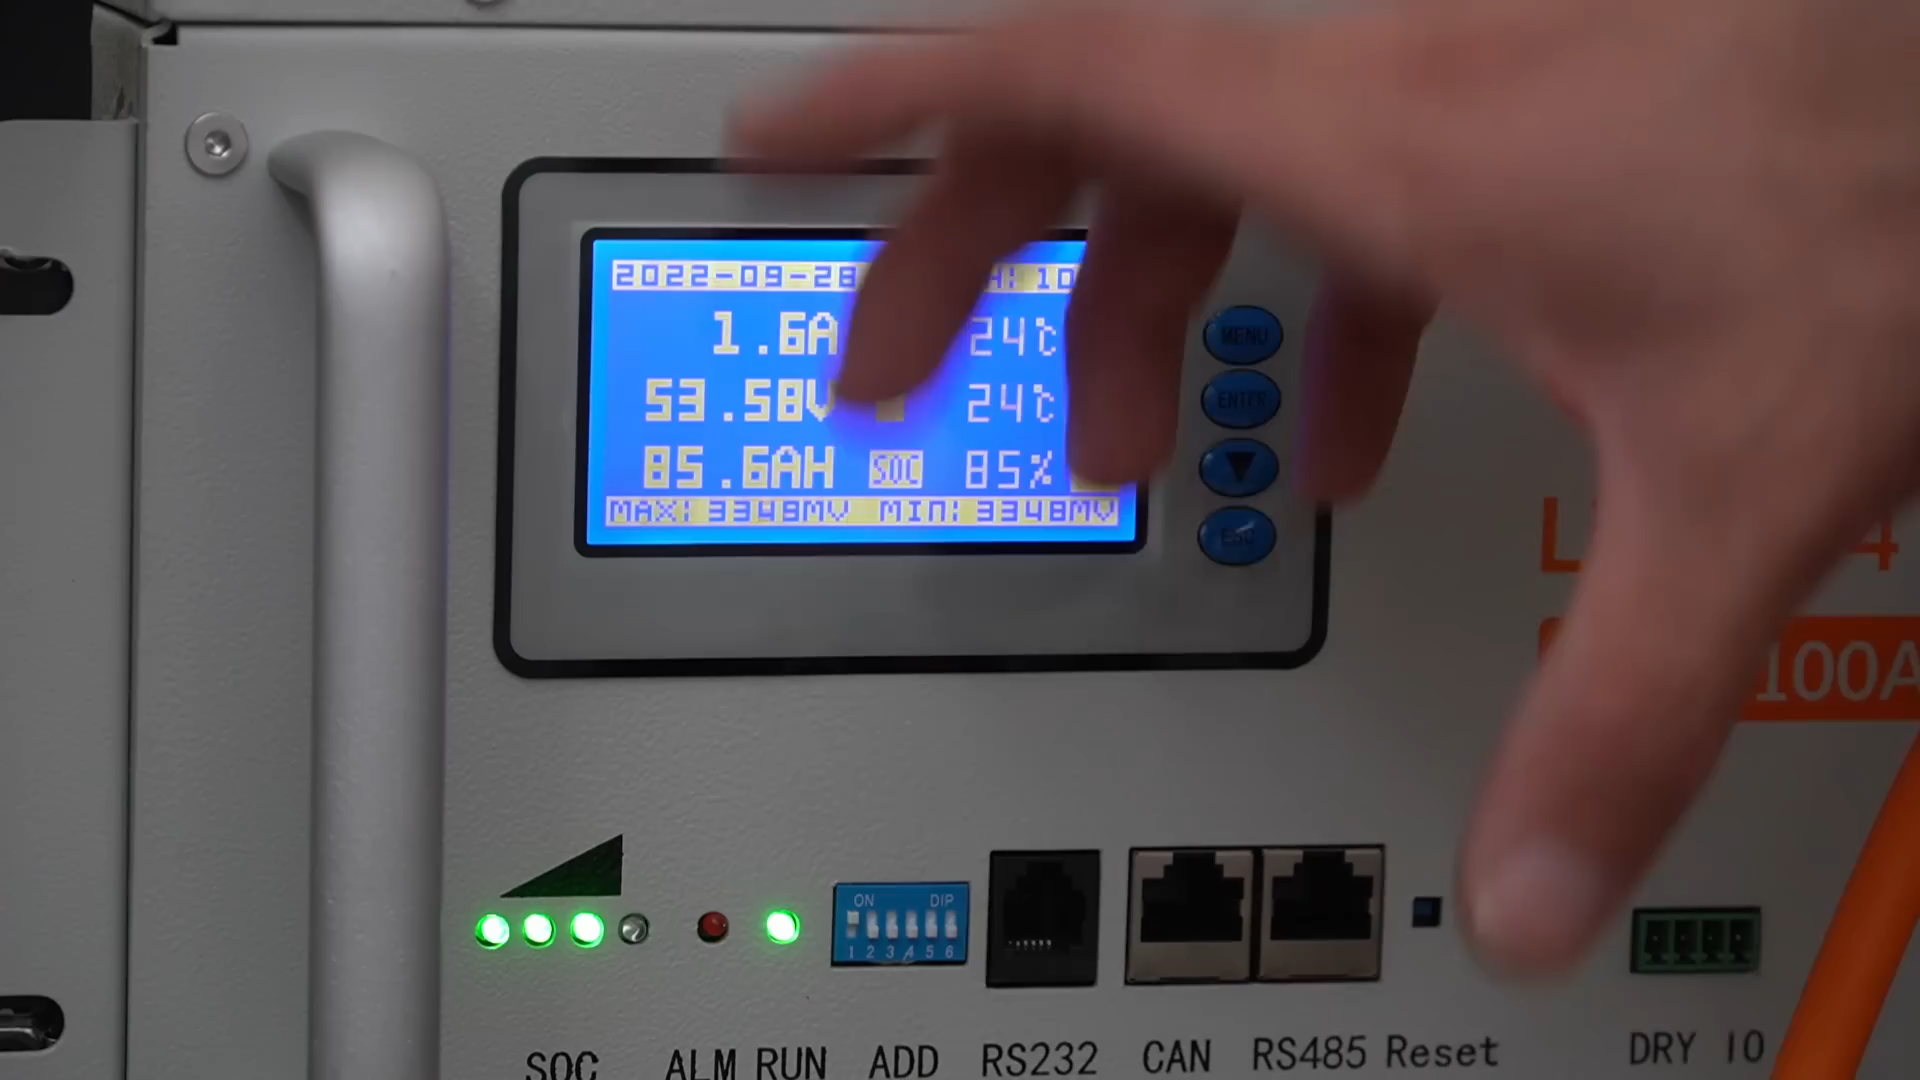 2022-09-28 H: 10
1.6A 24℃
53.58V 24℃
85.6AH SOC 85%
MAX: 3349MV MIN: 3348MV
MENU
ENTER
ESC
100A
ON DIP
1 2 3 4 5 6
SOC ALM RUN ADD RS232 CAN RS485 Reset DRY IO